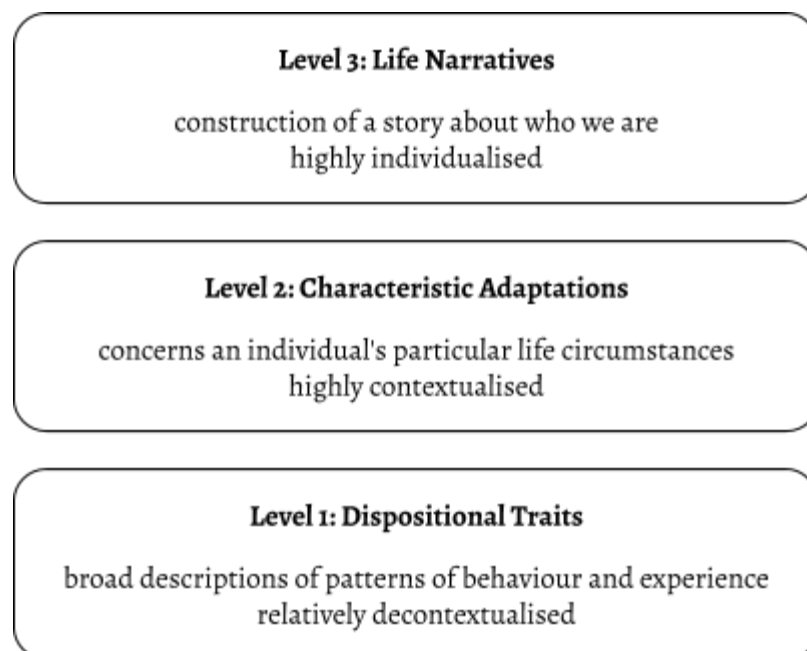 Level 3: Life Narratives
construction of a story about who we are
highly individualised
Level 2: Characteristic Adaptations
concerns an individual's particular life circumstances
highly contextualised
Level 1: Dispositional Traits
broad descriptions of patterns of behaviour and experience
relatively decontextualised